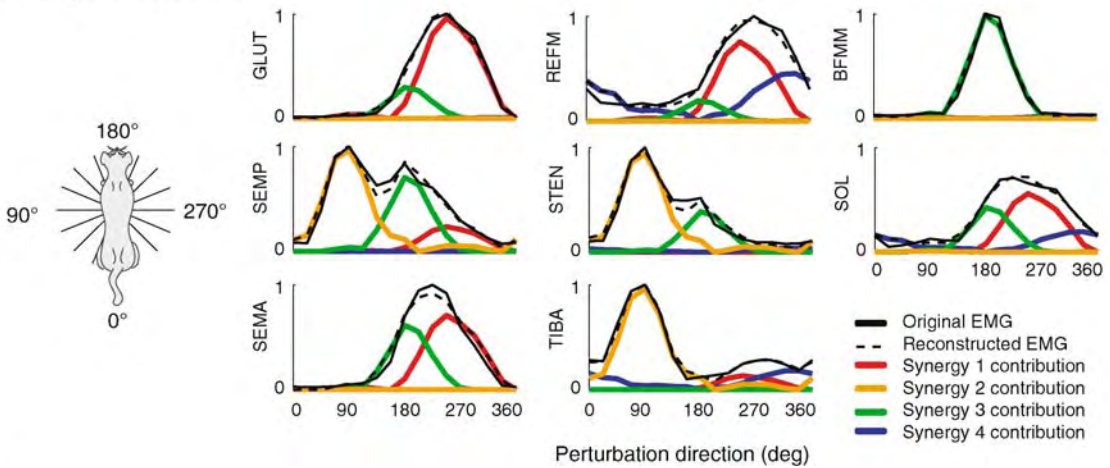 180°
90°
270°
0°
GLUT
1
0
REFM
1
0
BFMM
1
0
SEMP
1
0
STEN
1
0
SOL
1
0
0 90 180 270 360
SEMA
1
0
0 90 180 270 360
TIBA
1
0
0 90 180 270 360
Perturbation direction (deg)
Original EMG
Reconstructed EMG
Synergy 1 contribution
Synergy 2 contribution
Synergy 3 contribution
Synergy 4 contribution